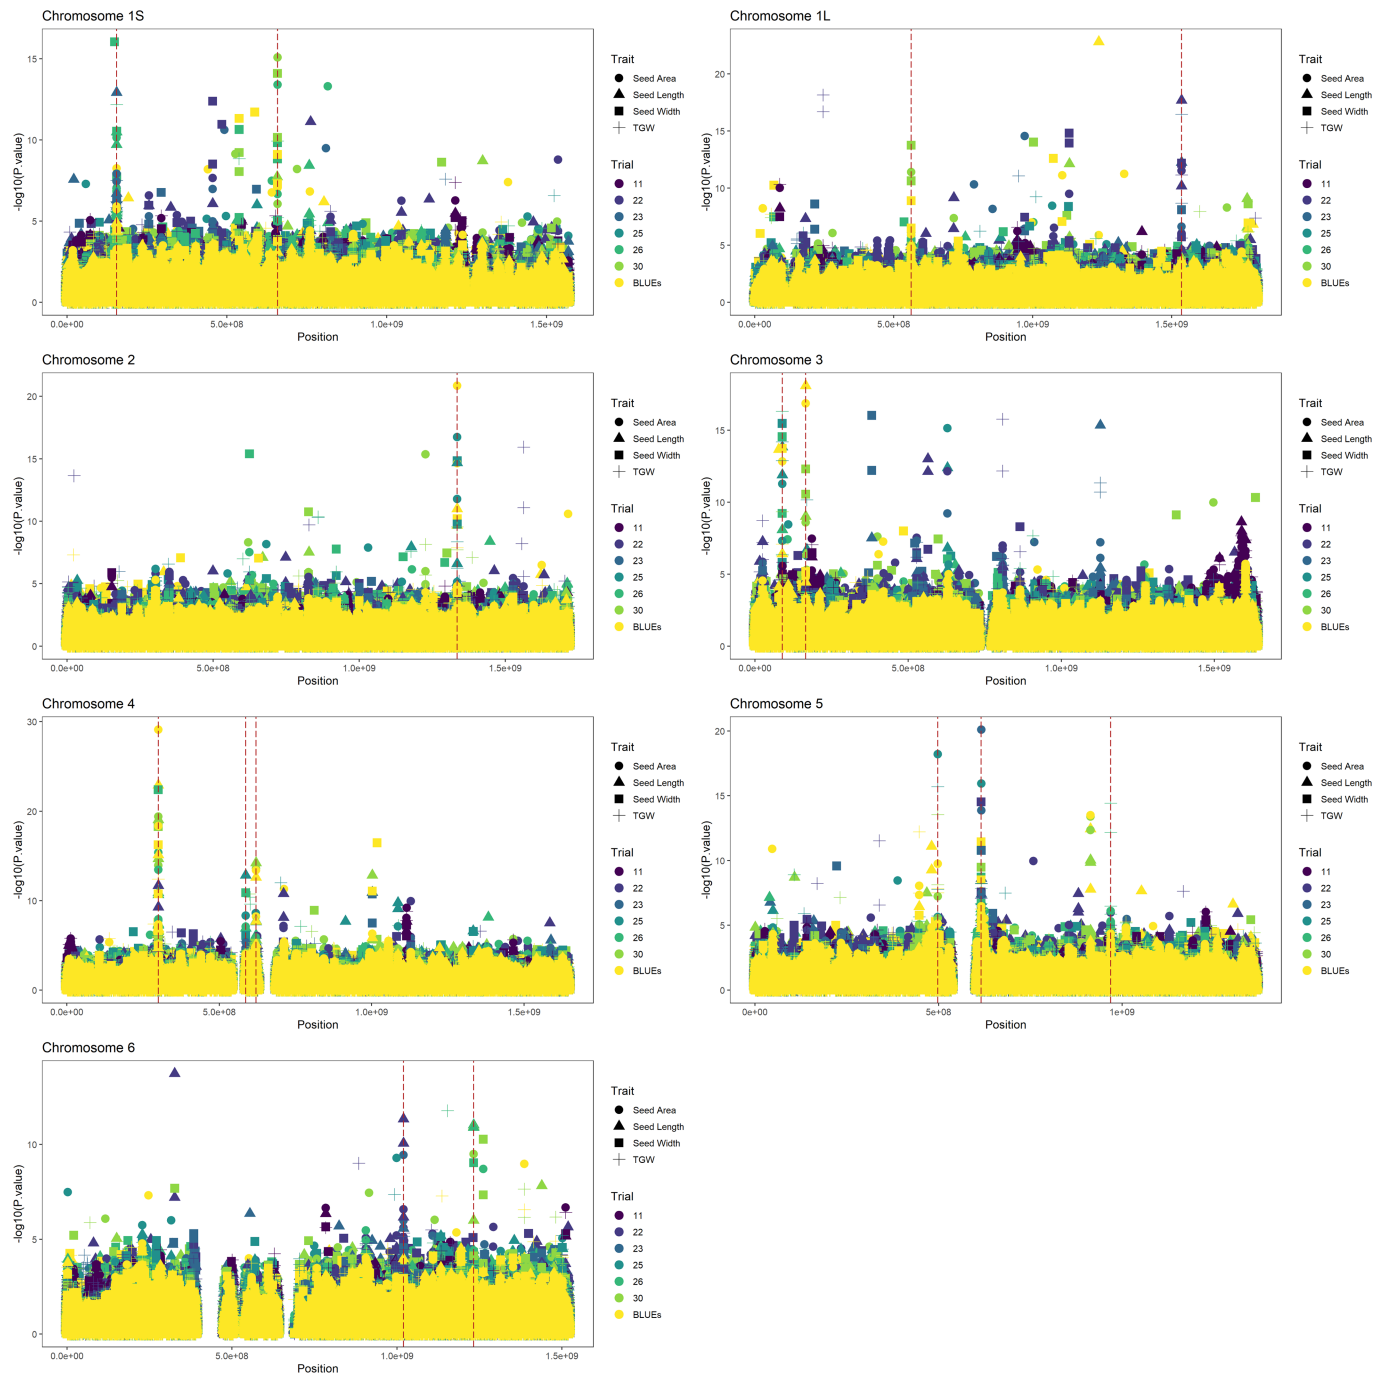 Chromosome 1S
-log10(P.value)
15
10
5
0
0.0e+00
5.0e+08
1.0e+09
1.5e+09
Position
Trait
Seed Area
Seed Length
Seed Width
TGW
Trial
11
22
23
25
26
30
BLUEs
Chromosome 1L
-log10(P.value)
20
15
10
5
0
0.0e+00
5.0e+08
1.0e+09
1.5e+09
Position
Trait
Seed Area
Seed Length
Seed Width
TGW
Trial
11
22
23
25
26
30
BLUEs
Chromosome 2
-log10(P.value)
20
15
10
5
0
0.0e+00
5.0e+08
1.0e+09
1.5e+09
Position
Trait
Seed Area
Seed Length
Seed Width
TGW
Trial
11
22
23
25
26
30
BLUEs
Chromosome 3
-log10(P.value)
15
10
5
0
0.0e+00
5.0e+08
1.0e+09
1.5e+09
Position
Trait
Seed Area
Seed Length
Seed Width
TGW
Trial
11
22
23
25
26
30
BLUEs
Chromosome 4
-log10(P.value)
30
20
10
0
0.0e+00
5.0e+08
1.0e+09
1.5e+09
Position
Trait
Seed Area
Seed Length
Seed Width
TGW
Trial
11
22
23
25
26
30
BLUEs
Chromosome 5
-log10(P.value)
20
15
10
5
0
0e+00
5e+08
1e+09
Position
Trait
Seed Area
Seed Length
Seed Width
TGW
Trial
11
22
23
25
26
30
BLUEs
Chromosome 6
-log10(P.value)
10
5
0
0.0e+00
5.0e+08
1.0e+09
1.5e+09
Position
Trait
Seed Area
Seed Length
Seed Width
TGW
Trial
11
22
23
25
26
30
BLUEs